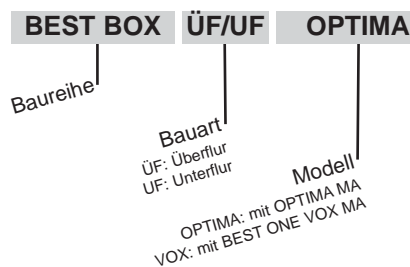 BEST BOX ÜF/UF OPTIMA
Baureihe
Bauart
ÜF: Überflur
UF: Unterflur
Modell
OPTIMA: mit OPTIMA MA
VOX: mit BEST ONE VOX MA